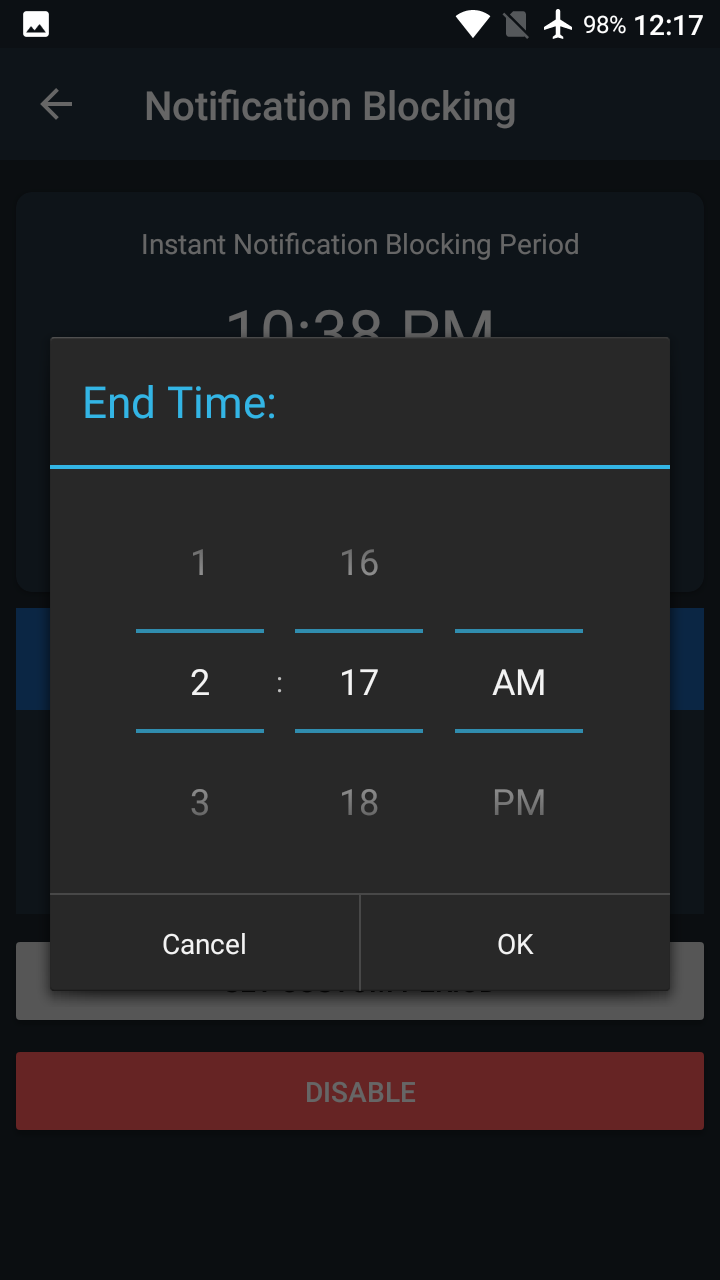 98% 12:17
Notification Blocking
Instant Notification Blocking Period
10:38 PM
End Time:
1 16
2 : 17 AM
3 18 PM
Cancel OK
DISABLE